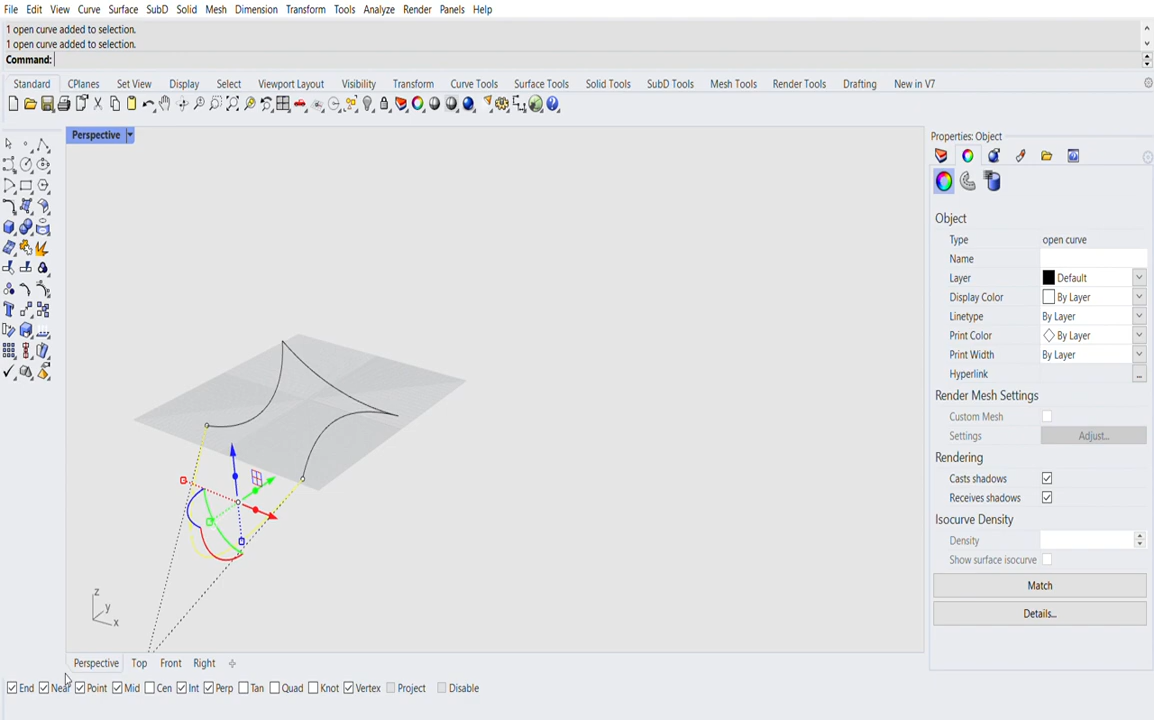 File Edit View Curve Surface SubD Solid Mesh Dimension Transform Tools Analyze Render Panels Help
1 open curve added to selection.
1 open curve added to selection.
Command:
Standard CPlanes Set View Display Select Viewport Layout Visibility Transform Curve Tools Surface Tools Solid Tools SubD Tools Mesh Tools Render Tools Drafting New in V7
Perspective
Properties: Object
Object
Type open curve
Name
Layer Default
Display Color By Layer
Linetype By Layer
Print Color By Layer
Print Width By Layer
Hyperlink ...
Render Mesh Settings
Custom Mesh
Settings Adjust...
Rendering
Casts shadows
Receives shadows
Isocurve Density
Density
Show surface isocurve
Match
Details...
z
y
x
Perspective Top Front Right
End Near Point Mid Cen Int Perp Tan Quad Knot Vertex Project Disable